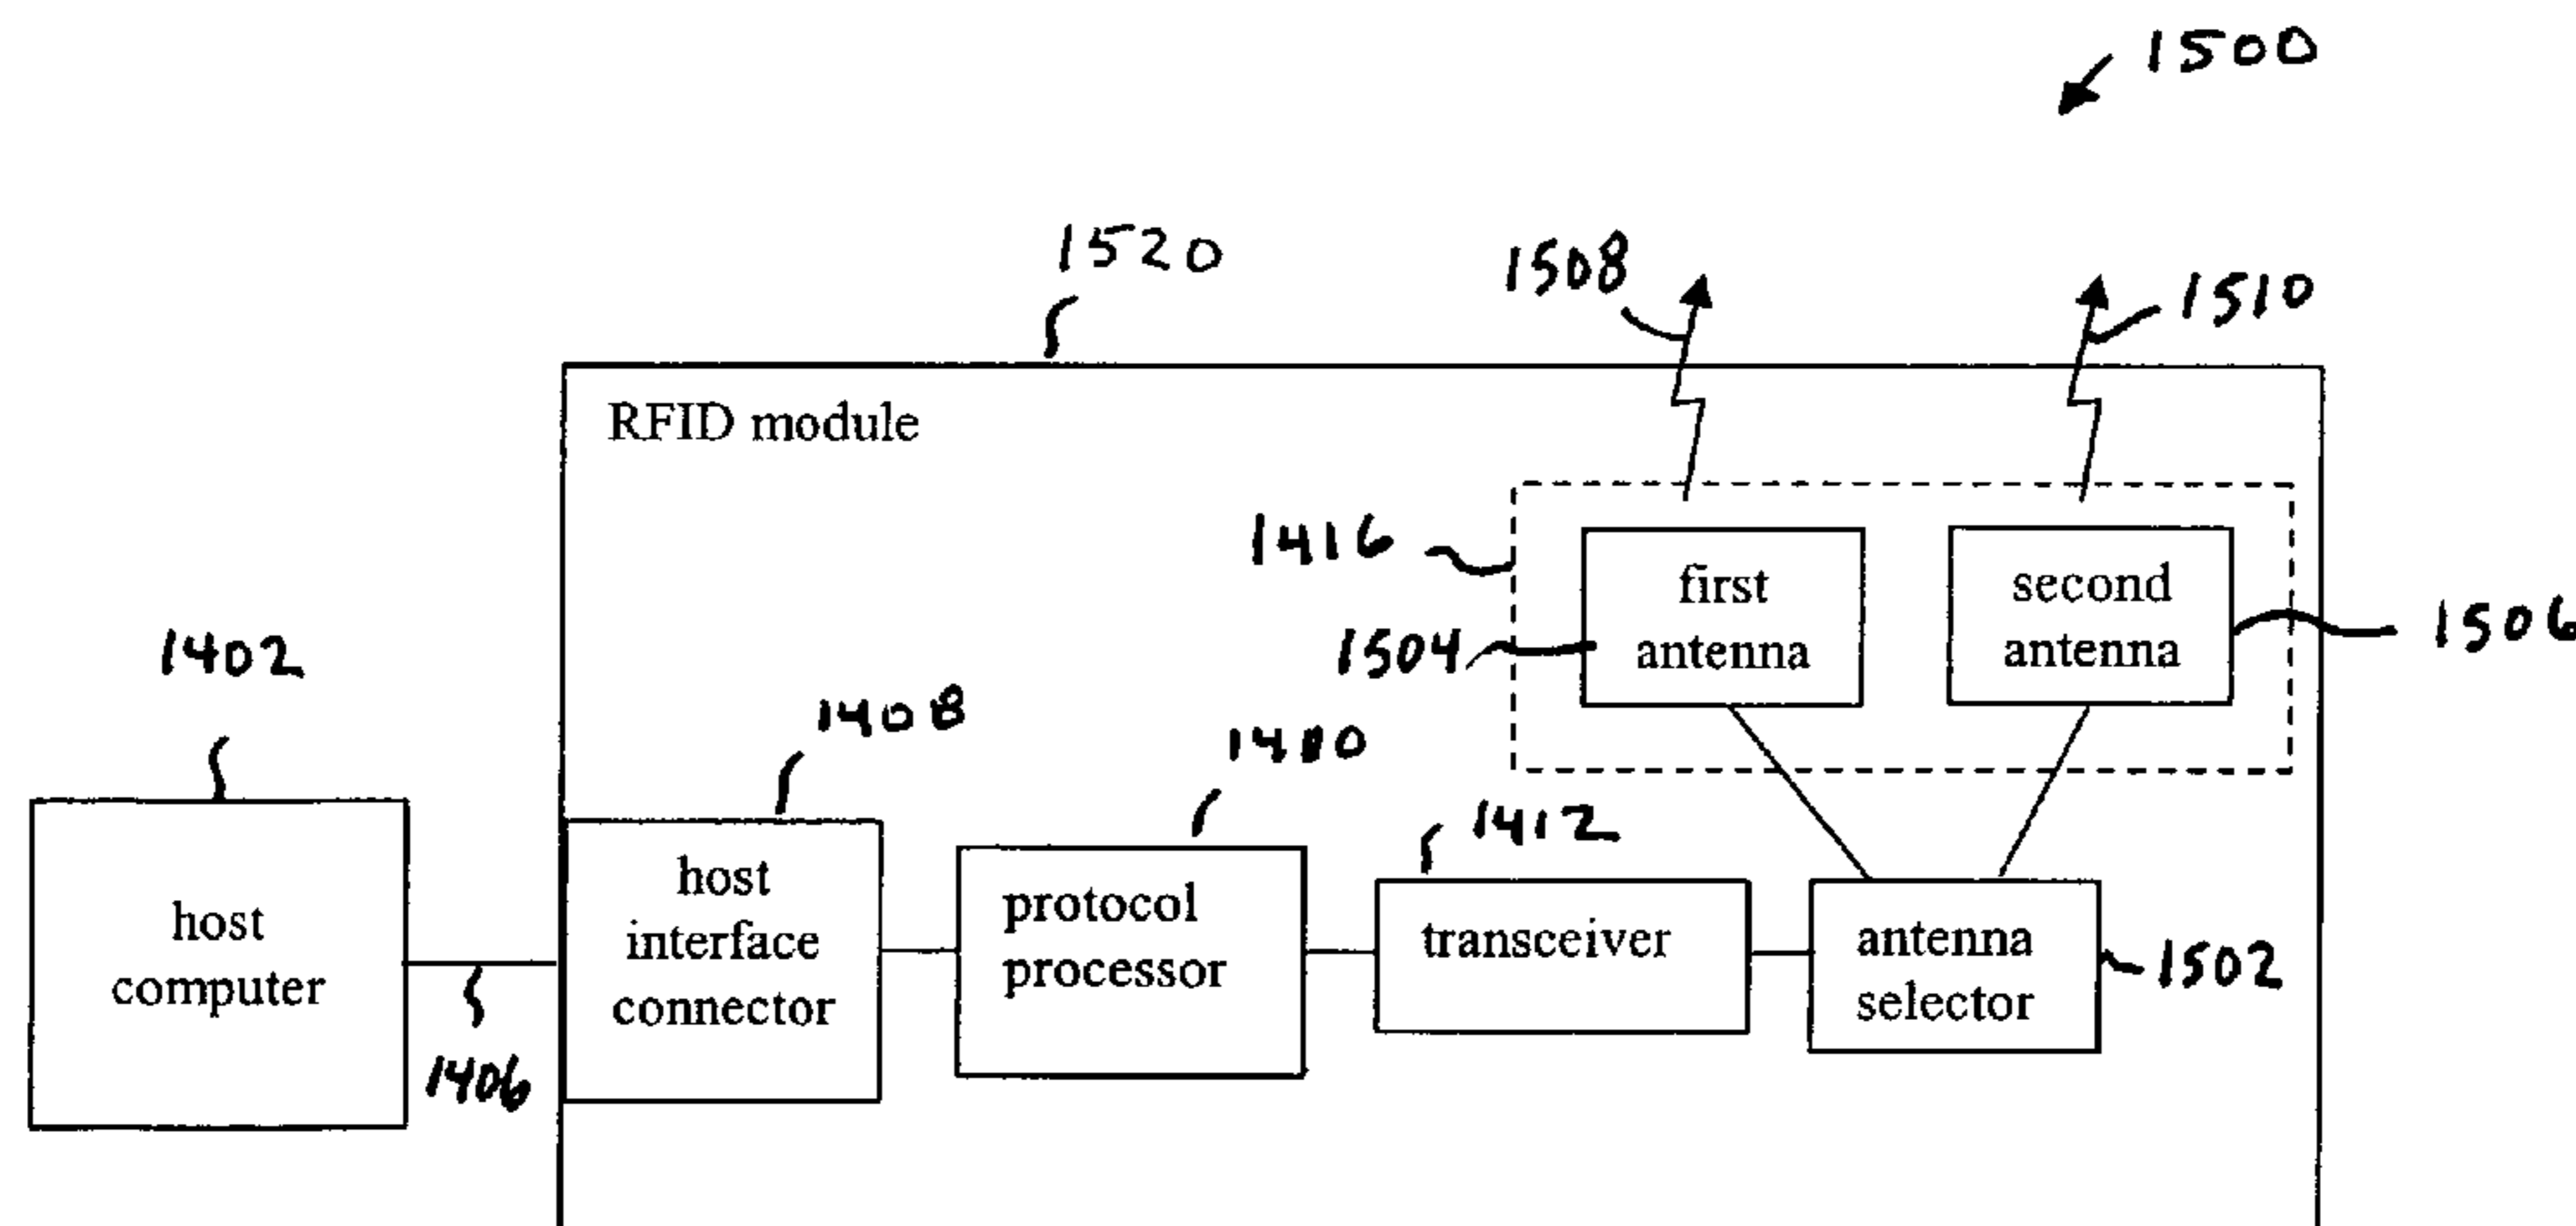 1500
1520
1508
1510
RFID module
1416
first
antenna
second
antenna
1504
1506
1402
1408
1410
1412
host
computer
host
interface
connector
protocol
processor
transceiver
antenna
selector
1502
1406